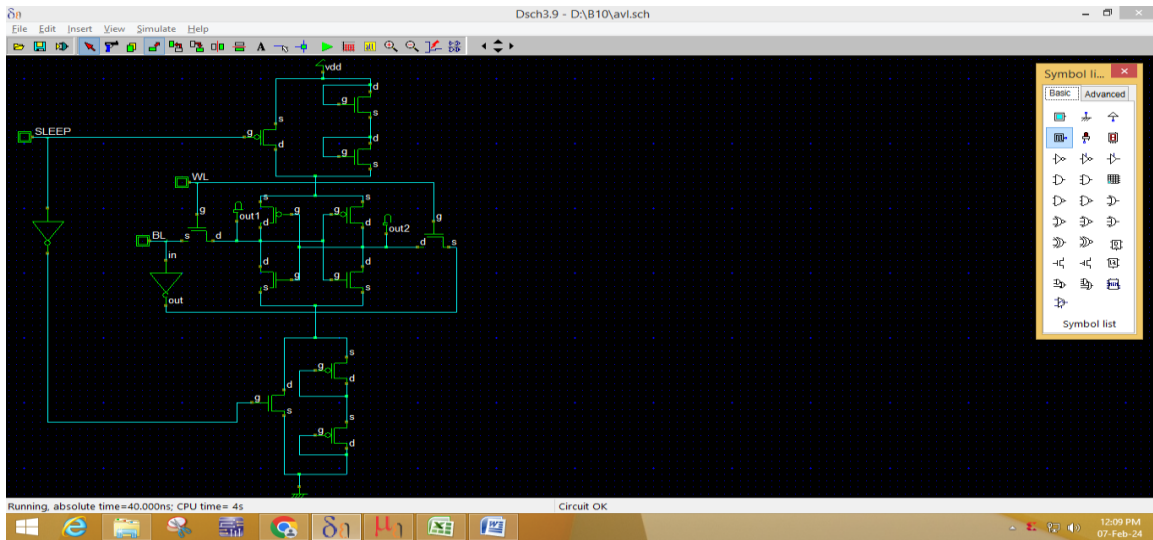 Dsch3.9 - D:\B10\avl.sch
File Edit Insert View Simulate Help
vdd
d
g
s
SLEEP
g
s
d
d
g
s
WL
s
s
g
out1
g
g
d
d
out2
g
BL
s
d
d
s
in
d
d
g
g
s
s
out
s
g
d
d
g
s
s
g
d
Symbol li...
Basic Advanced
Symbol list
Running, absolute time=40.000ns; CPU time= 4s
Circuit OK
12:09 PM
07-Feb-24